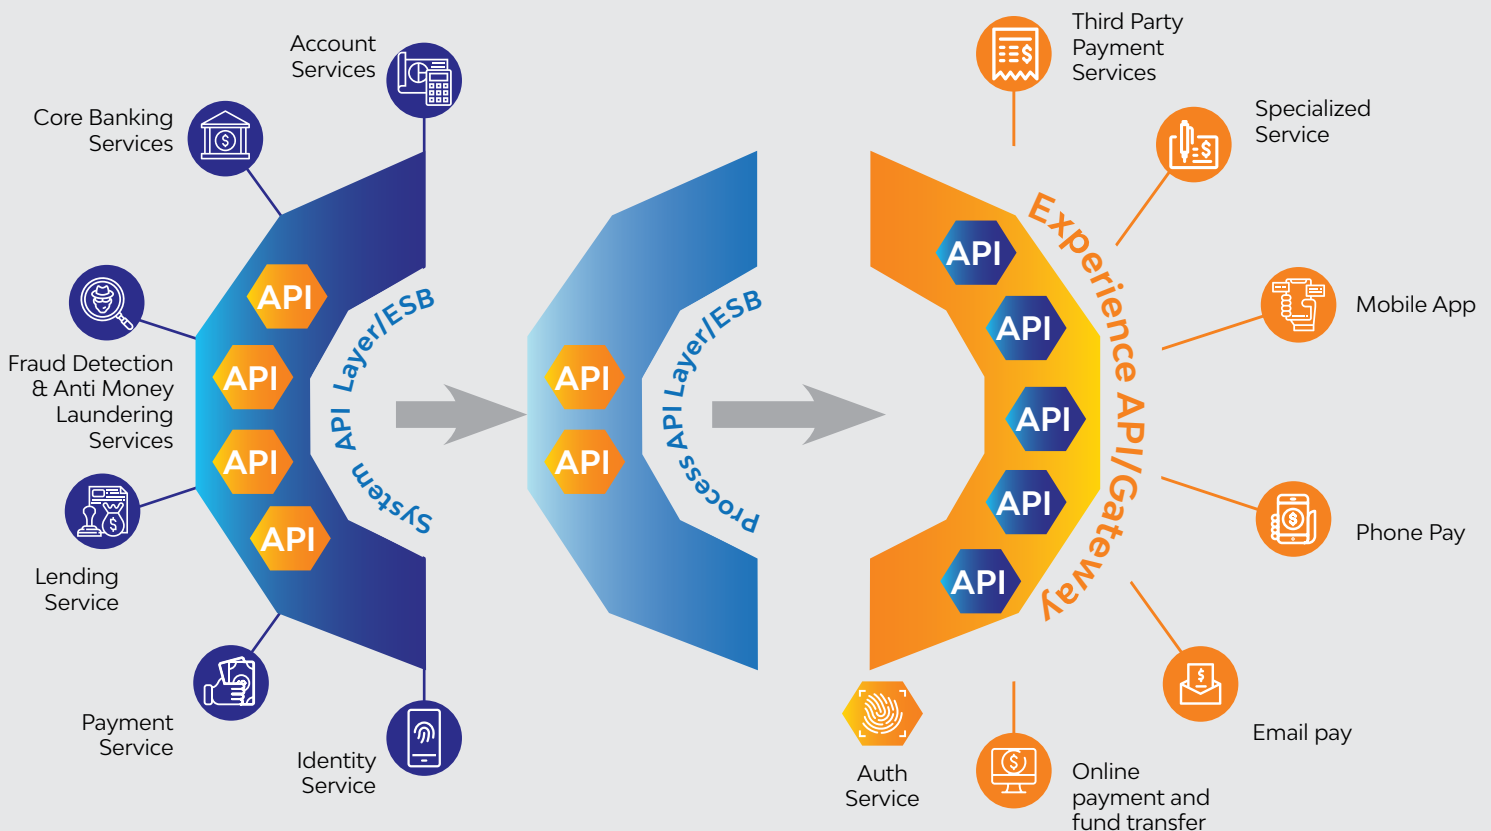 Account
Services
Core Banking
Services
Fraud Detection
& Anti Money
Laundering
Services
Lending
Service
Payment
Service
Identity
Service
API
API
API
API
System API Layer/ESB
API
API
Process API Layer/ESB
API
API
API
API
API
Experience API/Gateway
Third Party
Payment
Services
Specialized
Service
Mobile App
Phone Pay
Email pay
Online
payment and
fund transfer
Auth
Service